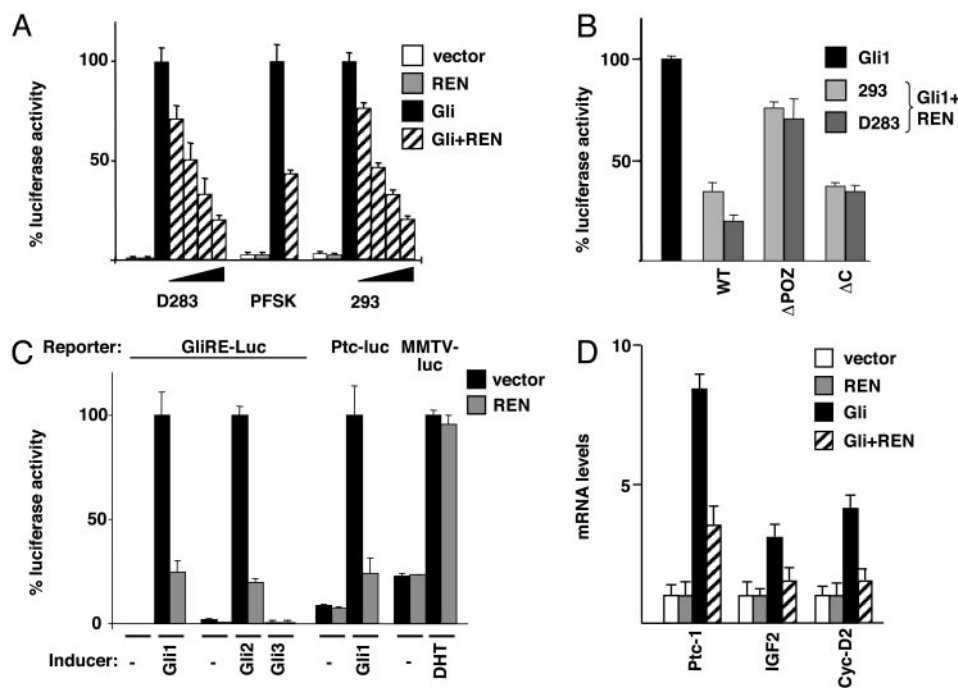 A
% luciferase activity
100
50
vector
REN
Gli
Gli+REN
D283
PFSK
293
B
% luciferase activity
100
50
Gli1
293
D283
Gli1+
REN
WT
ΔPOZ
ΔC
C
Reporter:
GliRE-Luc
Ptc-luc
MMTV-
luc
vector
REN
% luciferase activity
100
50
0
Inducer:
-
Gli1
-
Gli2
Gli3
-
Gli1
-
DHT
D
mRNA levels
10
5
vector
REN
Gli
Gli+REN
Ptc-1
IGF2
Cyc-D2